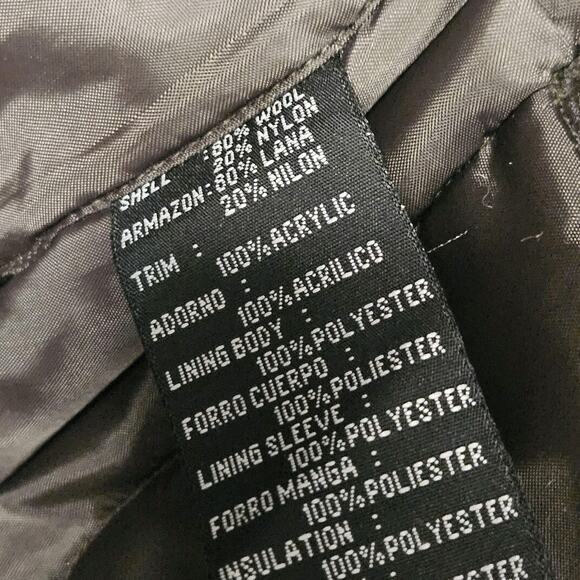 SHELL :80% WOOL
20% NYLON
ARMAZON:80% LANA
20% NILON
TRIM :
100%ACRYLIC
ADORNO :
100%ACRILICO
LINING BODY :
100%POLYESTER
FORRO CUERPO :
100%POLIESTER
LINING SLEEVE :
100%POLYESTER
FORRO MANGA :
100%POLIESTER
INSULATION :
100%POLYESTER